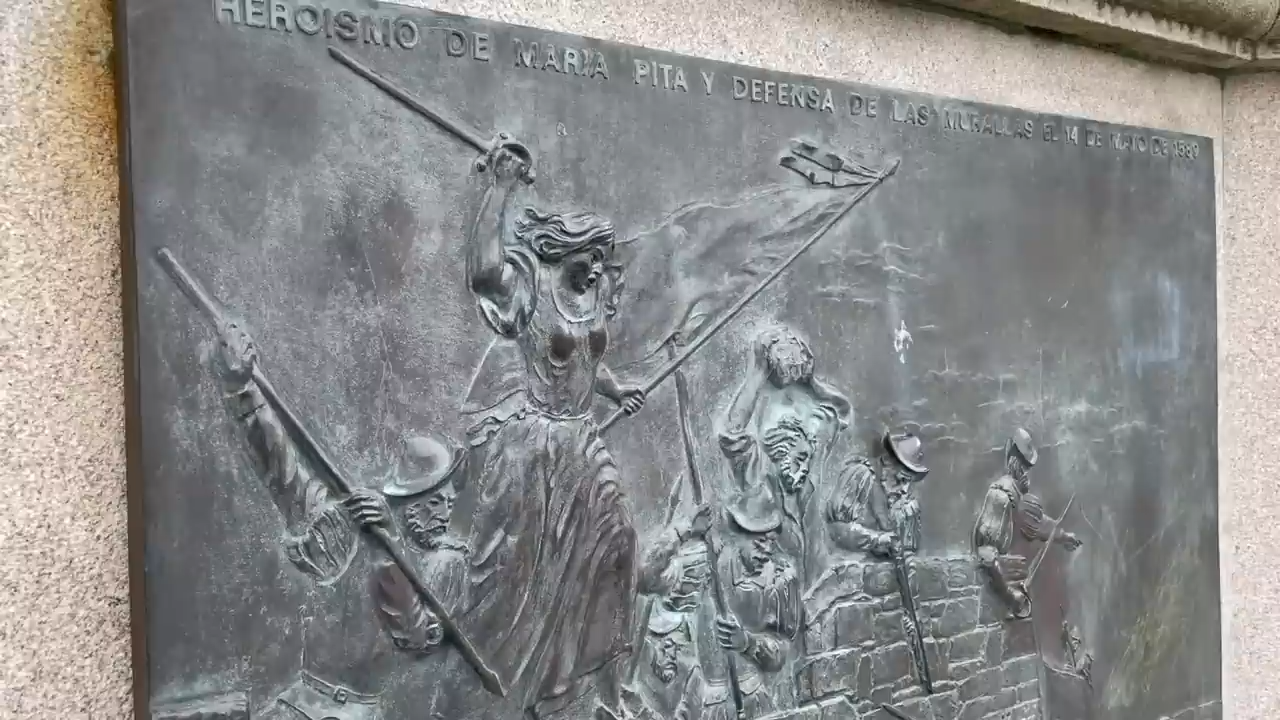 HEROISMO DE MARIA PITA Y DEFENSA DE LAS MURALLAS EL 14 DE MAYO DE 1589